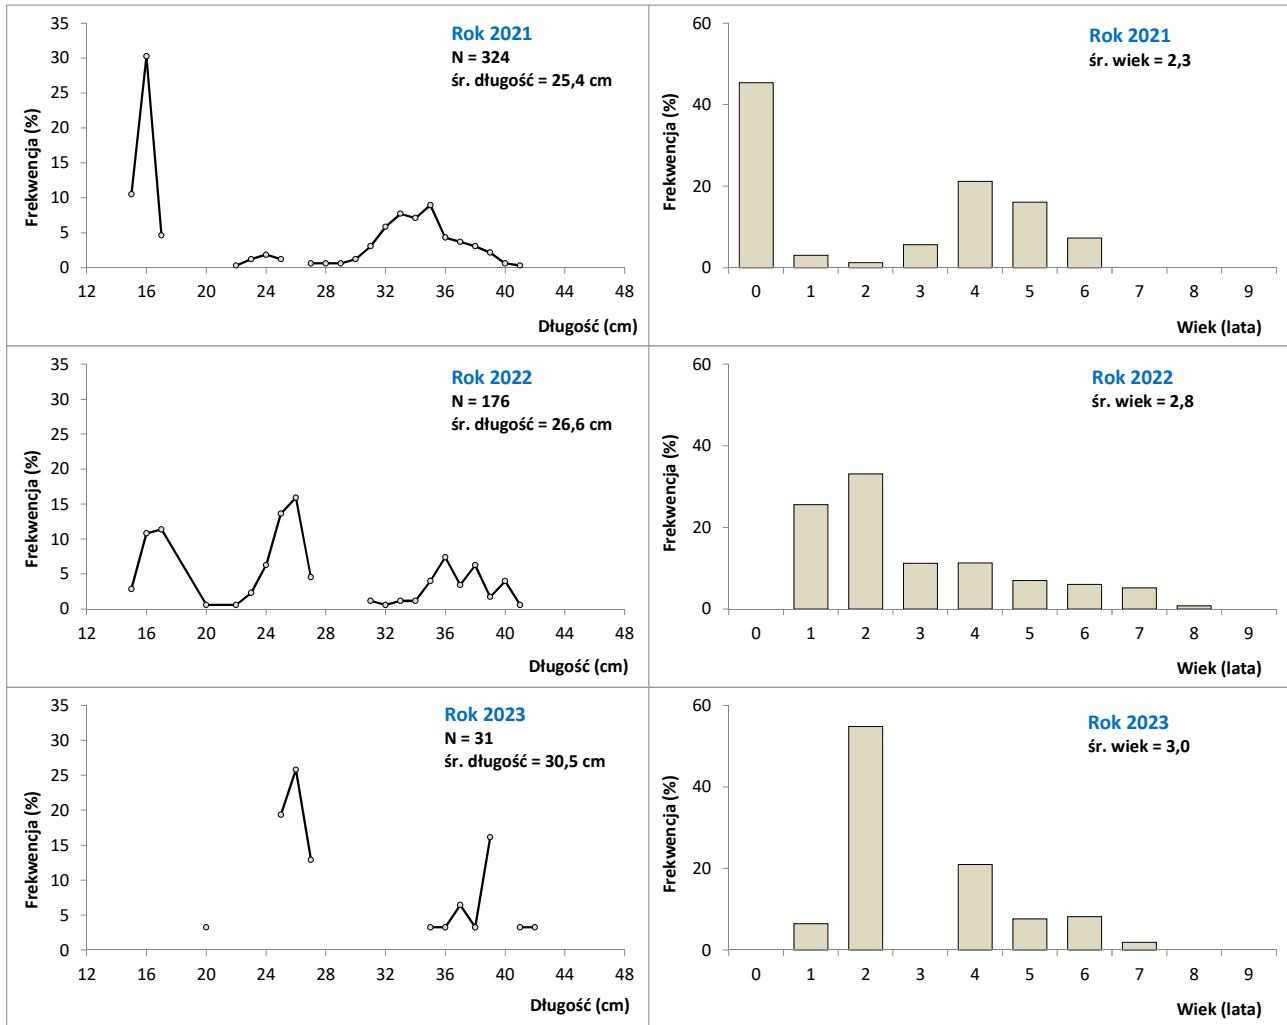 35
30
25
20
15
10
5
0
Frekwencja (%)
Rok 2021
N = 324
śr. długość = 25,4 cm
12 16 20 24 28 32 36 40 44 48
Długość (cm)
60
40
20
0
Frekwencja (%)
Rok 2021
śr. wiek = 2,3
0 1 2 3 4 5 6 7 8 9
Wiek (lata)
35
30
25
20
15
10
5
0
Frekwencja (%)
Rok 2022
N = 176
śr. długość = 26,6 cm
12 16 20 24 28 32 36 40 44 48
Długość (cm)
60
40
20
0
Frekwencja (%)
Rok 2022
śr. wiek = 2,8
0 1 2 3 4 5 6 7 8 9
Wiek (lata)
35
30
25
20
15
10
5
0
Frekwencja (%)
Rok 2023
N = 31
śr. długość = 30,5 cm
12 16 20 24 28 32 36 40 44 48
Długość (cm)
60
40
20
0
Frekwencja (%)
Rok 2023
śr. wiek = 3,0
0 1 2 3 4 5 6 7 8 9
Wiek (lata)